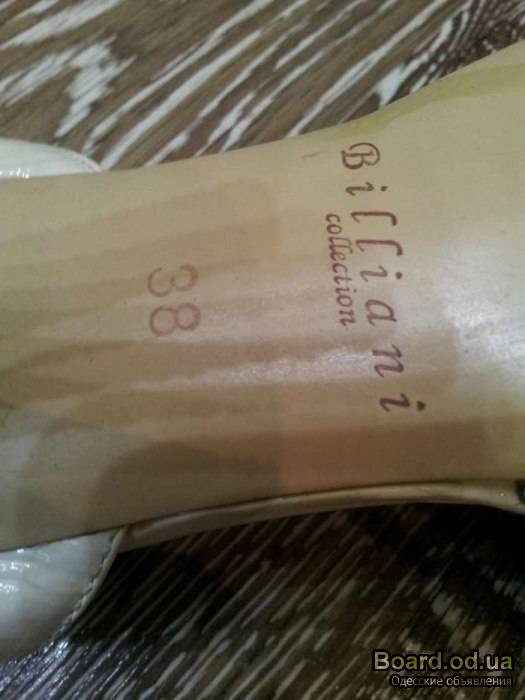 Billiani
collection
38
Board.od.ua
Одесские объявления